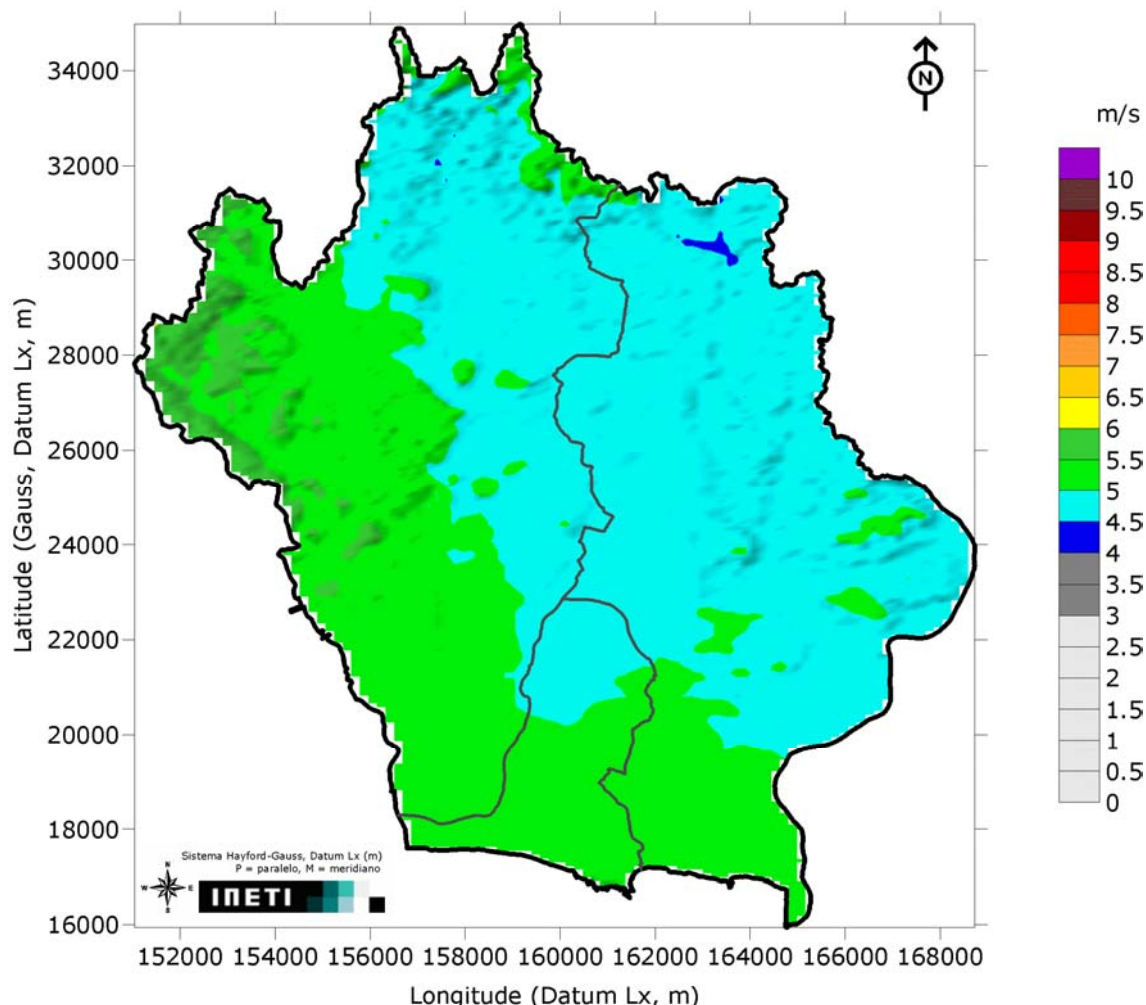 34000
32000
30000
28000
26000
24000
22000
20000
18000
16000
Latitude (Gauss, Datum Lx, m)
N
m/s
10
9.5
9
8.5
8
7.5
7
6.5
6
5.5
5
4.5
4
3
2.5
2
1.5
1
0.5
0
Sistema Hayford-Gauss, Datum Lx (m)
P = paralelo, M = meridiano
N
W
E
S
INETI
152000 154000 156000 158000 160000 162000 164000 166000 168000
Longitude (Datum Lx, m)